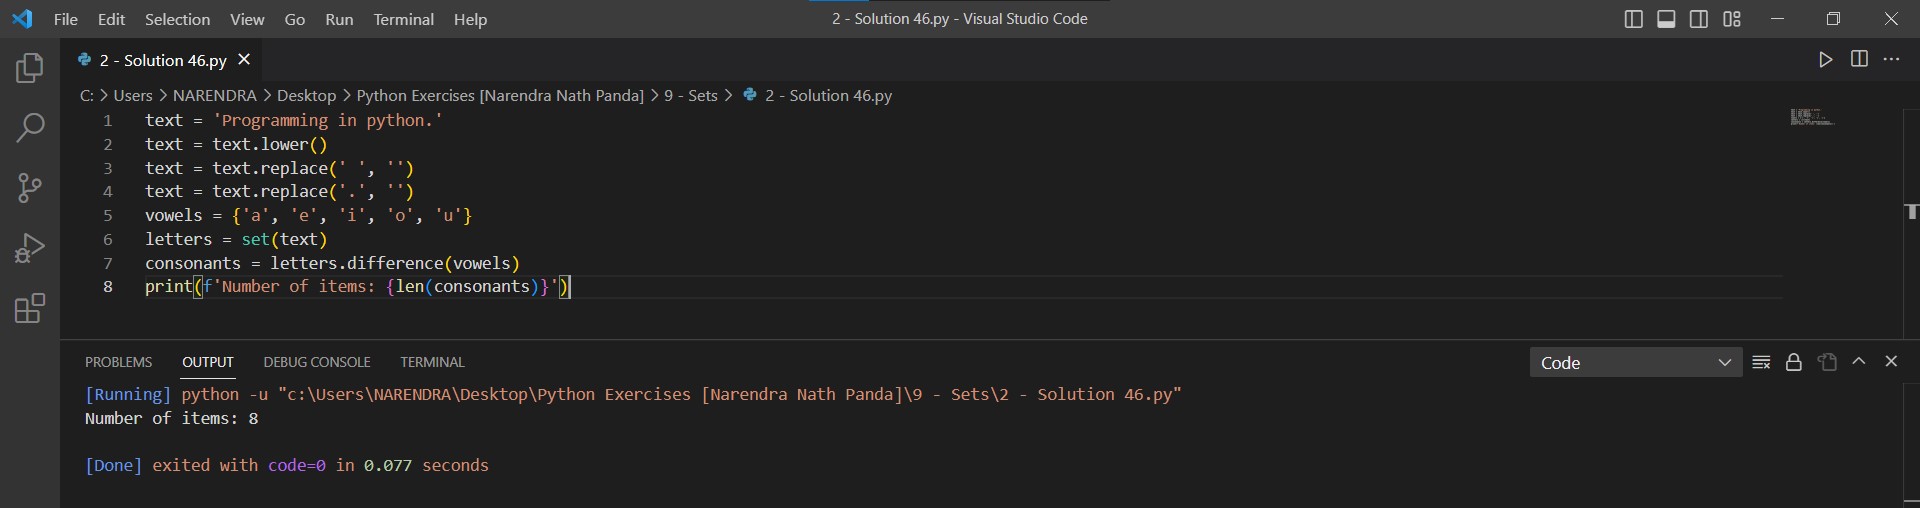 File Edit Selection View Go Run Terminal Help
2 - Solution 46.py - Visual Studio Code
2 - Solution 46.py
C: > Users > NARENDRA > Desktop > Python Exercises [Narendra Nath Panda] > 9 - Sets > 2 - Solution 46.py
1 text = 'Programming in python.'
2 text = text.lower()
3 text = text.replace(' ', '')
4 text = text.replace('.', '')
5 vowels = {'a', 'e', 'i', 'o', 'u'}
6 letters = set(text)
7 consonants = letters.difference(vowels)
8 print(f'Number of items: {len(consonants)}')
PROBLEMS OUTPUT DEBUG CONSOLE TERMINAL
Code
[Running] python -u "c:\Users\NARENDRA\Desktop\Python Exercises [Narendra Nath Panda]\9 - Sets\2 - Solution 46.py"
Number of items: 8
[Done] exited with code=0 in 0.077 seconds